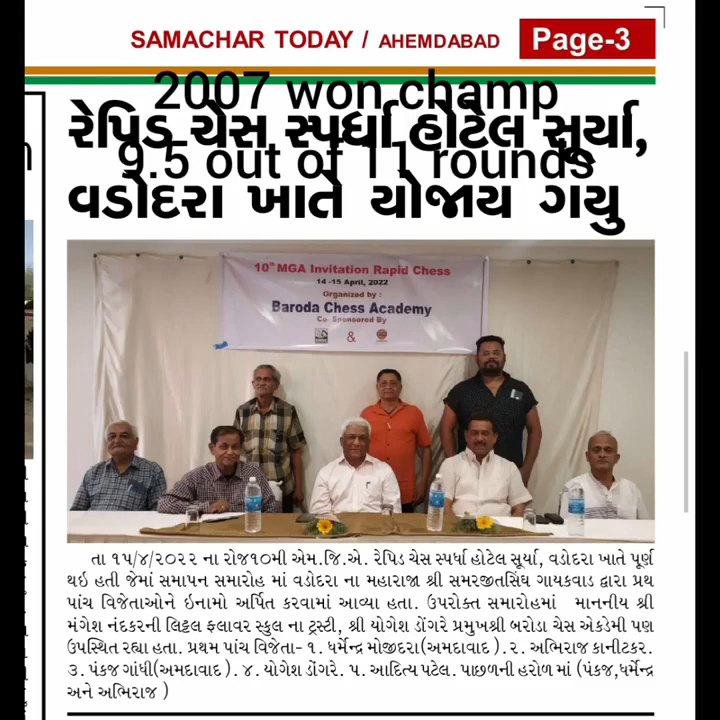 SAMACHAR TODAY / AHEMDABAD Page-3
2007 won champ
રેપિડ ચેસ સ્પર્ધા હોટેલ સૂર્યા,
9.5 out of 11 rounds
વડોદરા ખાતે યોજાય ગયુ
10th MGA Invitation Rapid Chess
14 -15 April, 2022
Organized by :
Baroda Chess Academy
Co- Sponsored By
&
તા ૧૫/૪/૨૦૨૨ ના રોજ૧૦મી એમ.જિ.એ. રેપિડ ચેસ સ્પર્ધા હોટેલ સૂર્યા, વડોદરા ખાતે પૂર્ણ
થઇ હતી જેમાં સમાપન સમારોહ માં વડોદરા ના મહારાજા શ્રી સમરજીતસિંઘ ગાયકવાડ દ્વારા પ્રથ
પાંચ વિજેતાઓને ઇનામો અર્પિત કરવામાં આવ્યા હતા. ઉપરોક્ત સમારોહમાં માનનીય શ્રી
મંગેશ નંદકરની લિટ્ટલ ફ્લાવર સ્કુલ ના ટ્રસ્ટી, શ્રી યોગેશ ડોંગરે પ્રમુખશ્રી બરોડા ચેસ એકડેમી પણ
ઉપસ્થિત રહ્યા હતા. પ્રથમ પાંચ વિજેતા- ૧. ધર્મેન્દ્ર મોજીદરા(અમદાવાદ ). ૨. અભિરાજ કાનીટકર.
૩. પંકજ ગાંધી(અમદાવાદ ). ૪. યોગેશ ડોંગરે. ૫. આદિત્ય પટેલ. પાછળની હરોળ માં (પંકજ,ધર્મેન્દ્ર
અને અભિરાજ )